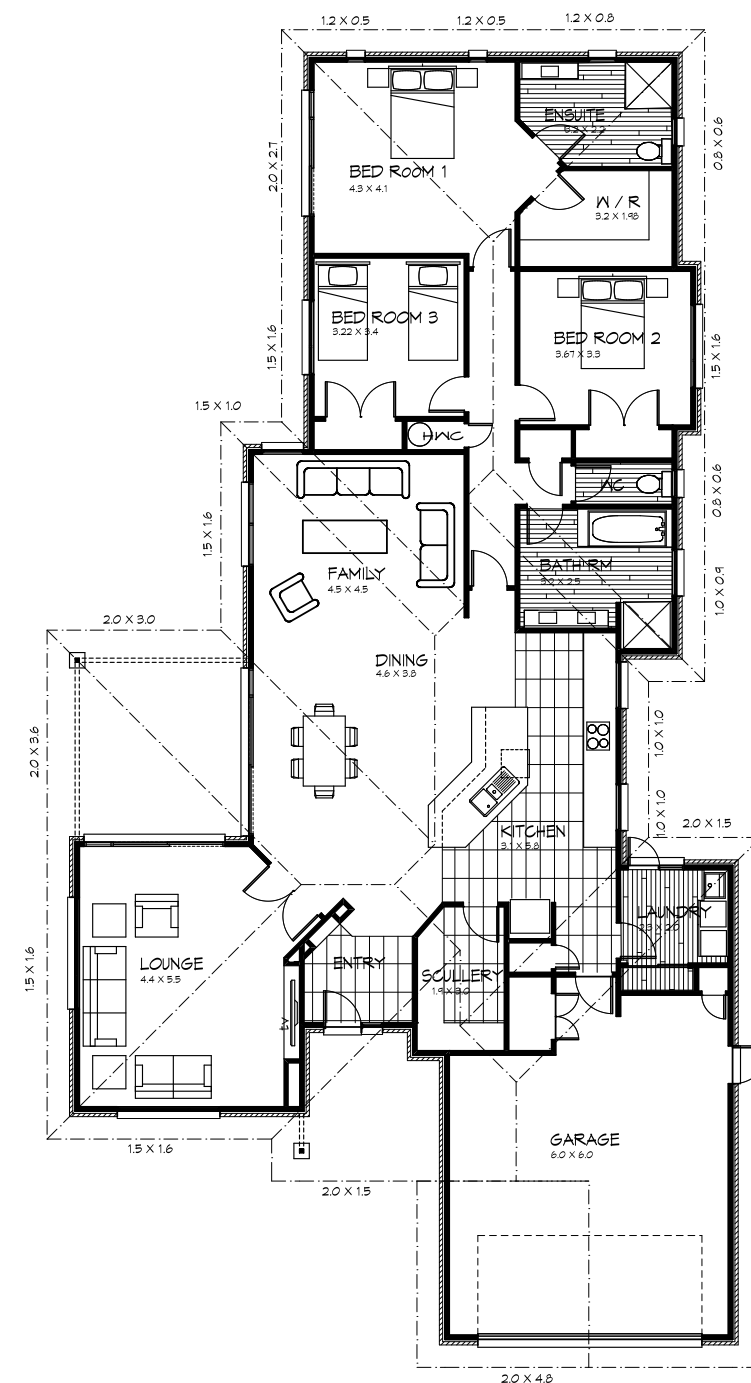 1.2 X 0.5
1.2 X 0.5
1.2 X 0.8
ENSUITE
0.8 X 0.6
2.0 X 2.7
BED ROOM 1
4.3 X 4.1
W / R
3.2 X 1.98
BED ROOM 3
3.22 X 3.4
BED ROOM 2
3.67 X 3.3
1.5 X 1.6
1.5 X 1.6
1.5 X 1.0
HWC
WC
0.8 X 0.6
1.5 X 1.6
FAMILY
4.5 X 4.5
BATH RM
1.0 X 0.9
2.0 X 3.0
DINING
4.6 X 3.8
2.0 X 3.6
1.0 X 1.0
1.0 X 1.0
KITCHEN
3.1 X 5.8
2.0 X 1.5
LAUNDRY
LOUNGE
4.4 X 5.5
ENTRY
SCULLERY
1.9 X 3.0
1.5 X 1.6
TV
GARAGE
6.0 X 6.0
1.5 X 1.6
2.0 X 1.5
2.0 X 4.8